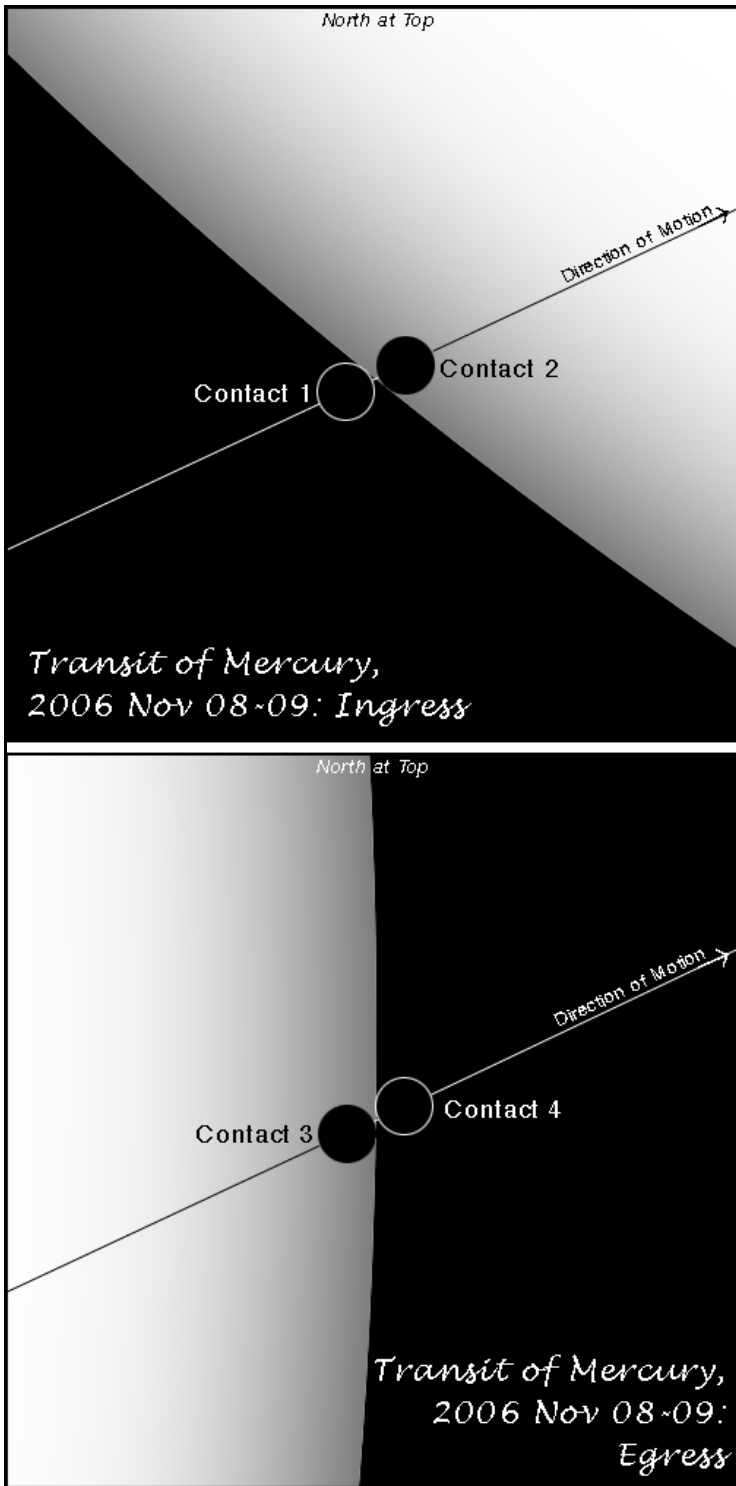 North at Top
Direction of Motion
Contact 1
Contact 2
Transit of Mercury,
2006 Nov 08-09: Ingress
North at Top
Direction of Motion
Contact 3
Contact 4
Transit of Mercury,
2006 Nov 08-09:
Egress